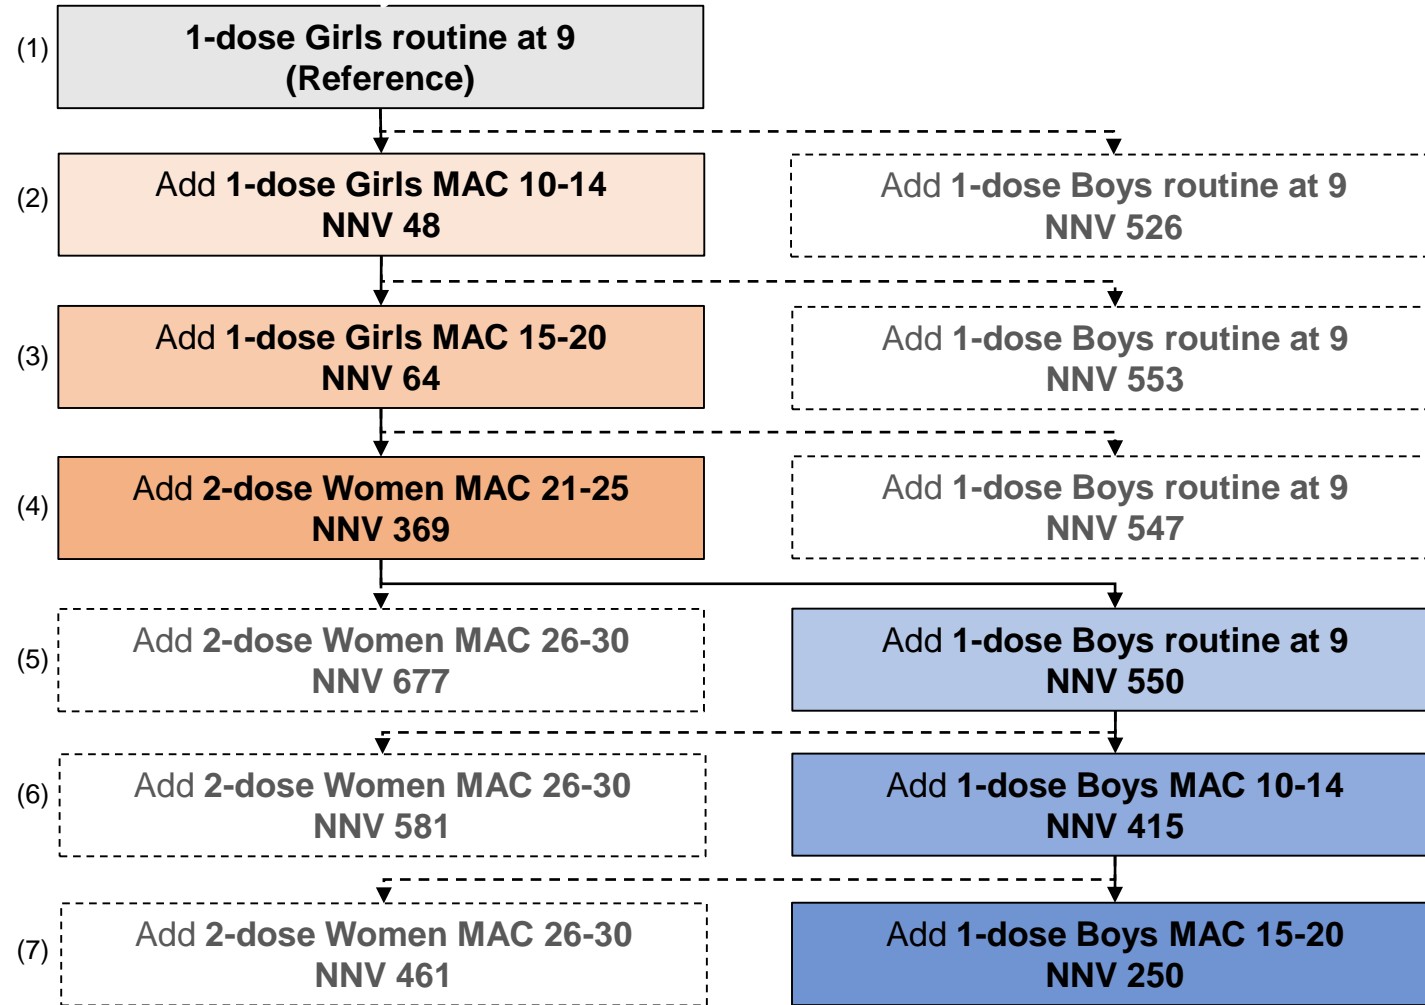 (1)
1-dose Girls routine at 9
(Reference)
(2)
Add 1-dose Girls MAC 10-14
NNV 48
Add 1-dose Boys routine at 9
NNV 526
(3)
Add 1-dose Girls MAC 15-20
NNV 64
Add 1-dose Boys routine at 9
NNV 553
(4)
Add 2-dose Women MAC 21-25
NNV 369
Add 1-dose Boys routine at 9
NNV 547
(5)
Add 2-dose Women MAC 26-30
NNV 677
Add 1-dose Boys routine at 9
NNV 550
(6)
Add 2-dose Women MAC 26-30
NNV 581
Add 1-dose Boys MAC 10-14
NNV 415
(7)
Add 2-dose Women MAC 26-30
NNV 461
Add 1-dose Boys MAC 15-20
NNV 250